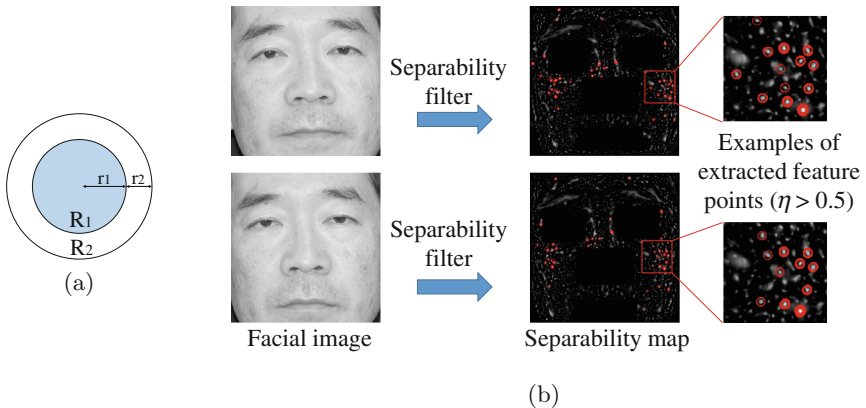 r1 r2
R1
R2
(a)
Separability
filter
Separability
filter
Facial image
Separability map
Examples of
extracted feature
points (η > 0.5)
(b)